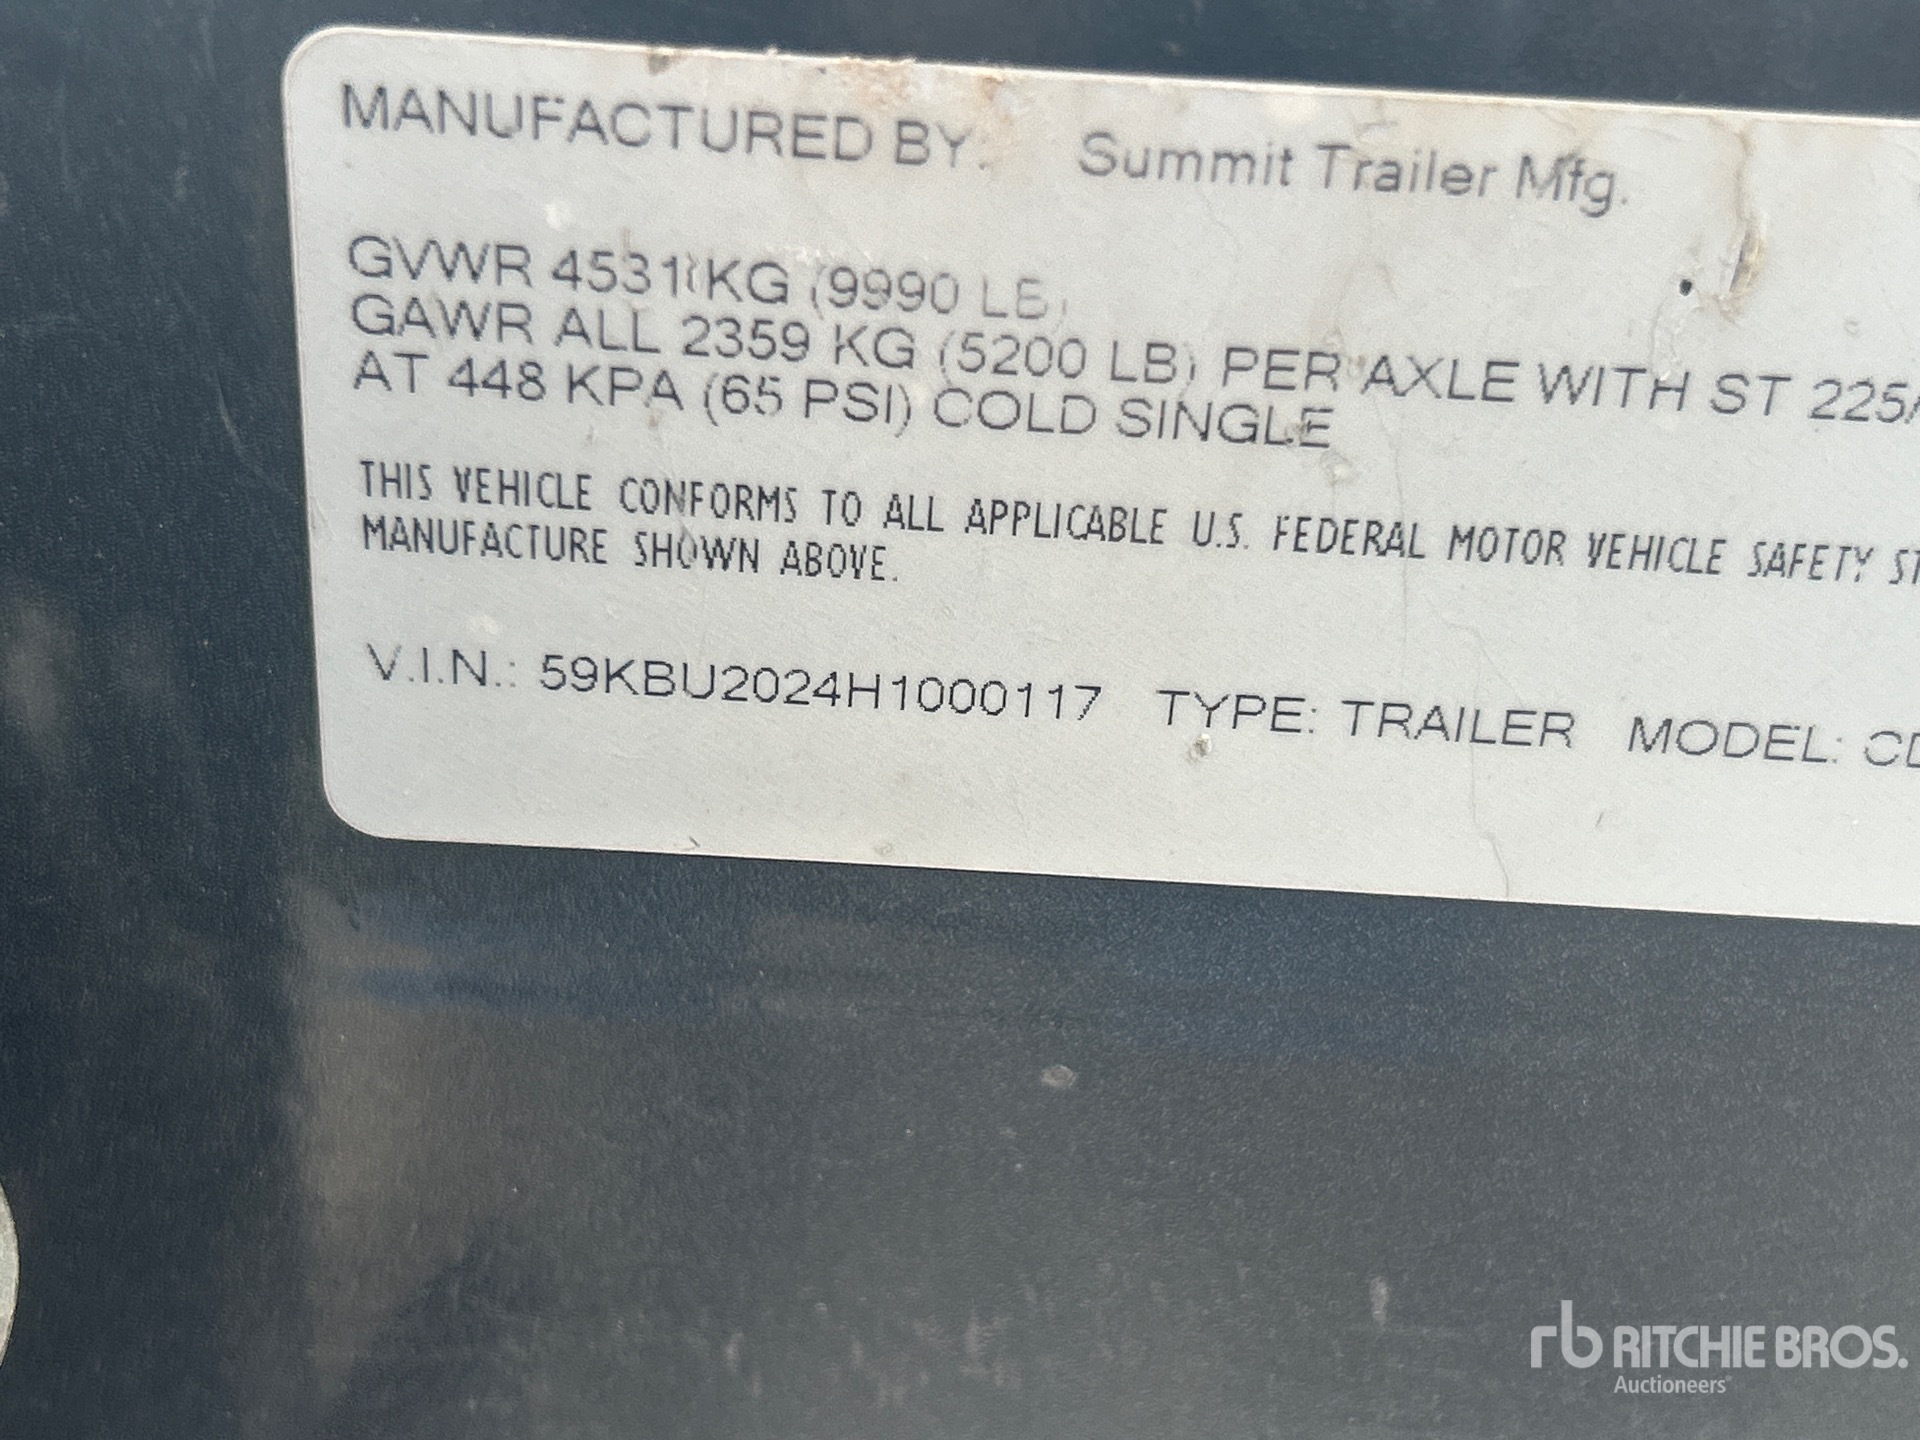 MANUFACTURED BY: Summit Trailer Mfg.
GVWR 4531 KG (9990 LB)
GAWR ALL 2359 KG (5200 LB) PER AXLE WITH ST 225/
AT 448 KPA (65 PSI) COLD SINGLE
THIS VEHICLE CONFORMS TO ALL APPLICABLE U.S. FEDERAL MOTOR VEHICLE SAFETY
MANUFACTURE SHOWN ABOVE.
V.I.N.: 59KBU2024H1000117 TYPE: TRAILER MODEL:
rb RITCHIE BROS.
Auctioneers